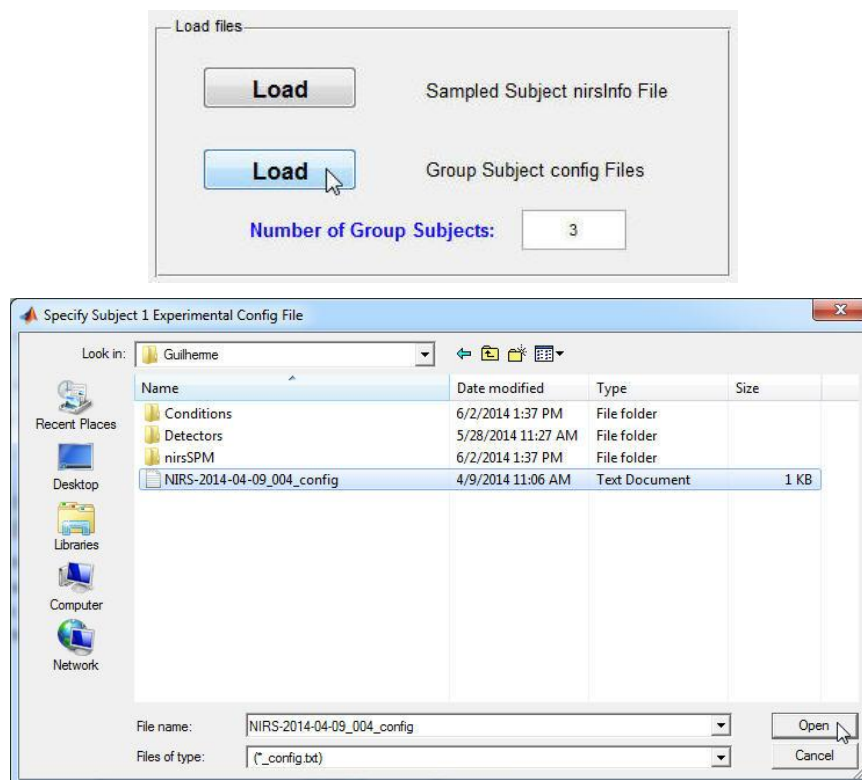 Load files
Load Sampled Subject nirsInfo File
Load Group Subject config Files
Number of Group Subjects: 3
Specify Subject 1 Experimental Config File
Look in: Guilherme
Name Date modified Type Size
Recent Places
Conditions 6/2/2014 1:37 PM File folder
Detectors 5/28/2014 11:27 AM File folder
nirsSPM 6/2/2014 1:37 PM File folder
NIRS-2014-04-09_004_config 4/9/2014 11:06 AM Text Document 1 KB
Desktop
Libraries
Computer
Network
File name: NIRS-2014-04-09_004_config Open
Files of type: (*_config.txt) Cancel